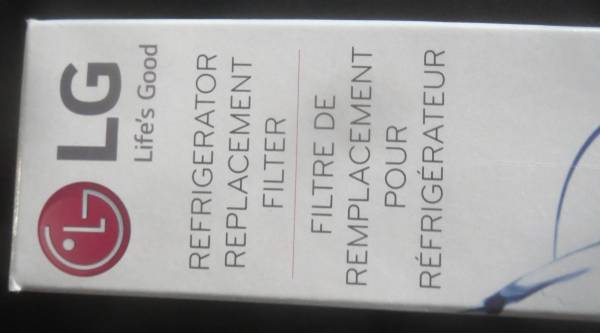 LG
Life's Good
REFRIGERATOR
REPLACEMENT
FILTER
FILTRE DE
REMPLACEMENT
POUR
RÉFRIGÉRATEUR